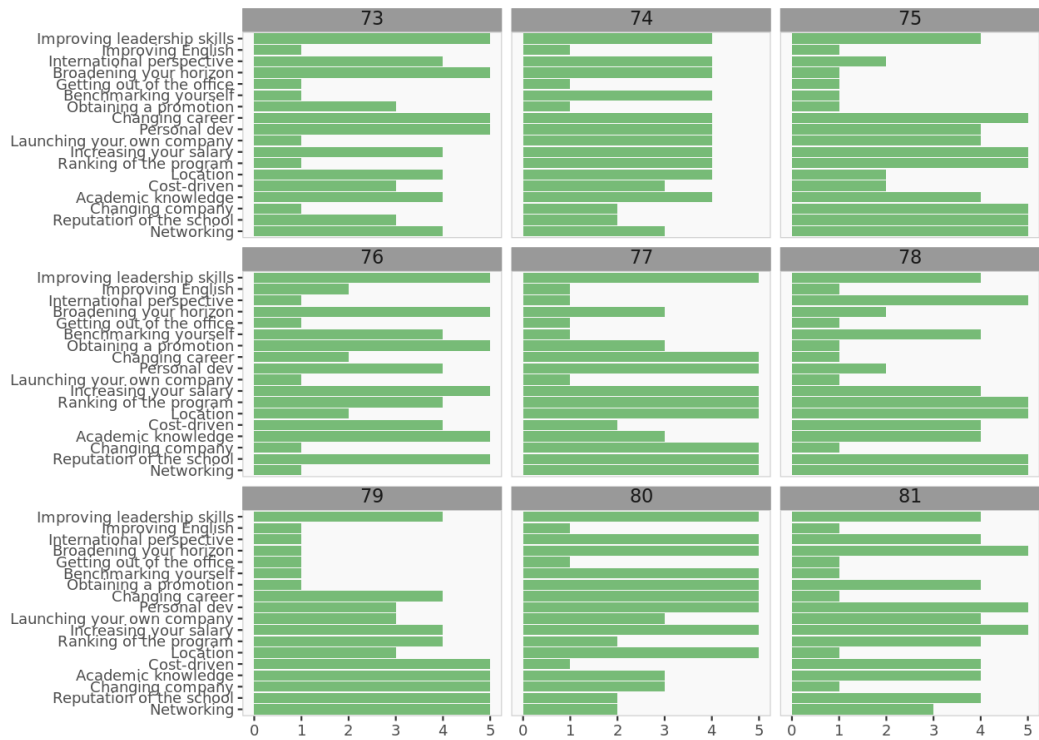 73 74 75
Improving leadership skills
Improving English
International perspective
Broadening your horizon
Getting out of the office
Benchmarking yourself
Obtaining a promotion
Changing career
Personal dev
Launching your own company
Increasing your salary
Ranking of the program
Location
Cost-driven
Academic knowledge
Changing company
Reputation of the school
Networking
76 77 78
Improving leadership skills
Improving English
International perspective
Broadening your horizon
Getting out of the office
Benchmarking yourself
Obtaining a promotion
Changing career
Personal dev
Launching your own company
Increasing your salary
Ranking of the program
Location
Cost-driven
Academic knowledge
Changing company
Reputation of the school
Networking
79 80 81
Improving leadership skills
Improving English
International perspective
Broadening your horizon
Getting out of the office
Benchmarking yourself
Obtaining a promotion
Changing career
Personal dev
Launching your own company
Increasing your salary
Ranking of the program
Location
Cost-driven
Academic knowledge
Changing company
Reputation of the school
Networking
0 1 2 3 4 5 0 1 2 3 4 5 0 1 2 3 4 5